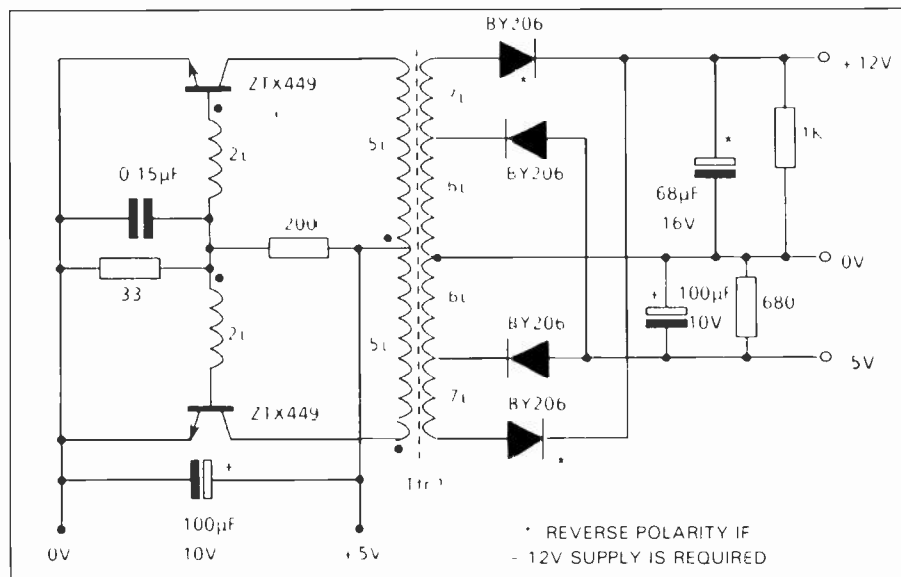 BY206
+ 12V
ZTX449
7t
*
5t
2t
1K
BY206
*
0.15µF
6t
68µF
16V
200
0V
33
6t
+
100µF
10V
680
2t
5t
BY206
5V
ZTX449
7t
BY206
*
+
100µF
0V
10V
+5V
* REVERSE POLARITY IF
- 12V SUPPLY IS REQUIRED